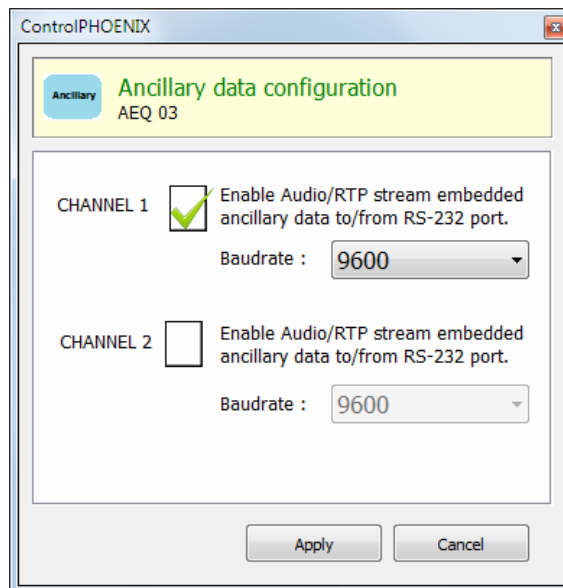 ControlPHOENIX
x
Ancillary
Ancillary data configuration
AEQ 03
CHANNEL 1
Enable Audio/RTP stream embedded
ancillary data to/from RS-232 port.
Baudrate :
9600
CHANNEL 2
Enable Audio/RTP stream embedded
ancillary data to/from RS-232 port.
Baudrate :
9600
Apply
Cancel